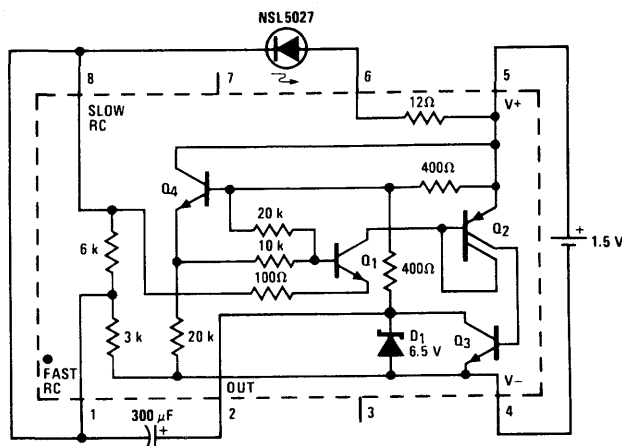 NSL5027
8
7
6
5
SLOW
RC
12Ω
V+
Q4
400Ω
Q2
20 k
6 k
10 k
Q1
400Ω
+
1.5 V
100Ω
3 k
20 k
D1
6.5 V
Q3
FAST
RC
OUT
V−
1
300 μF
+
2
3
4